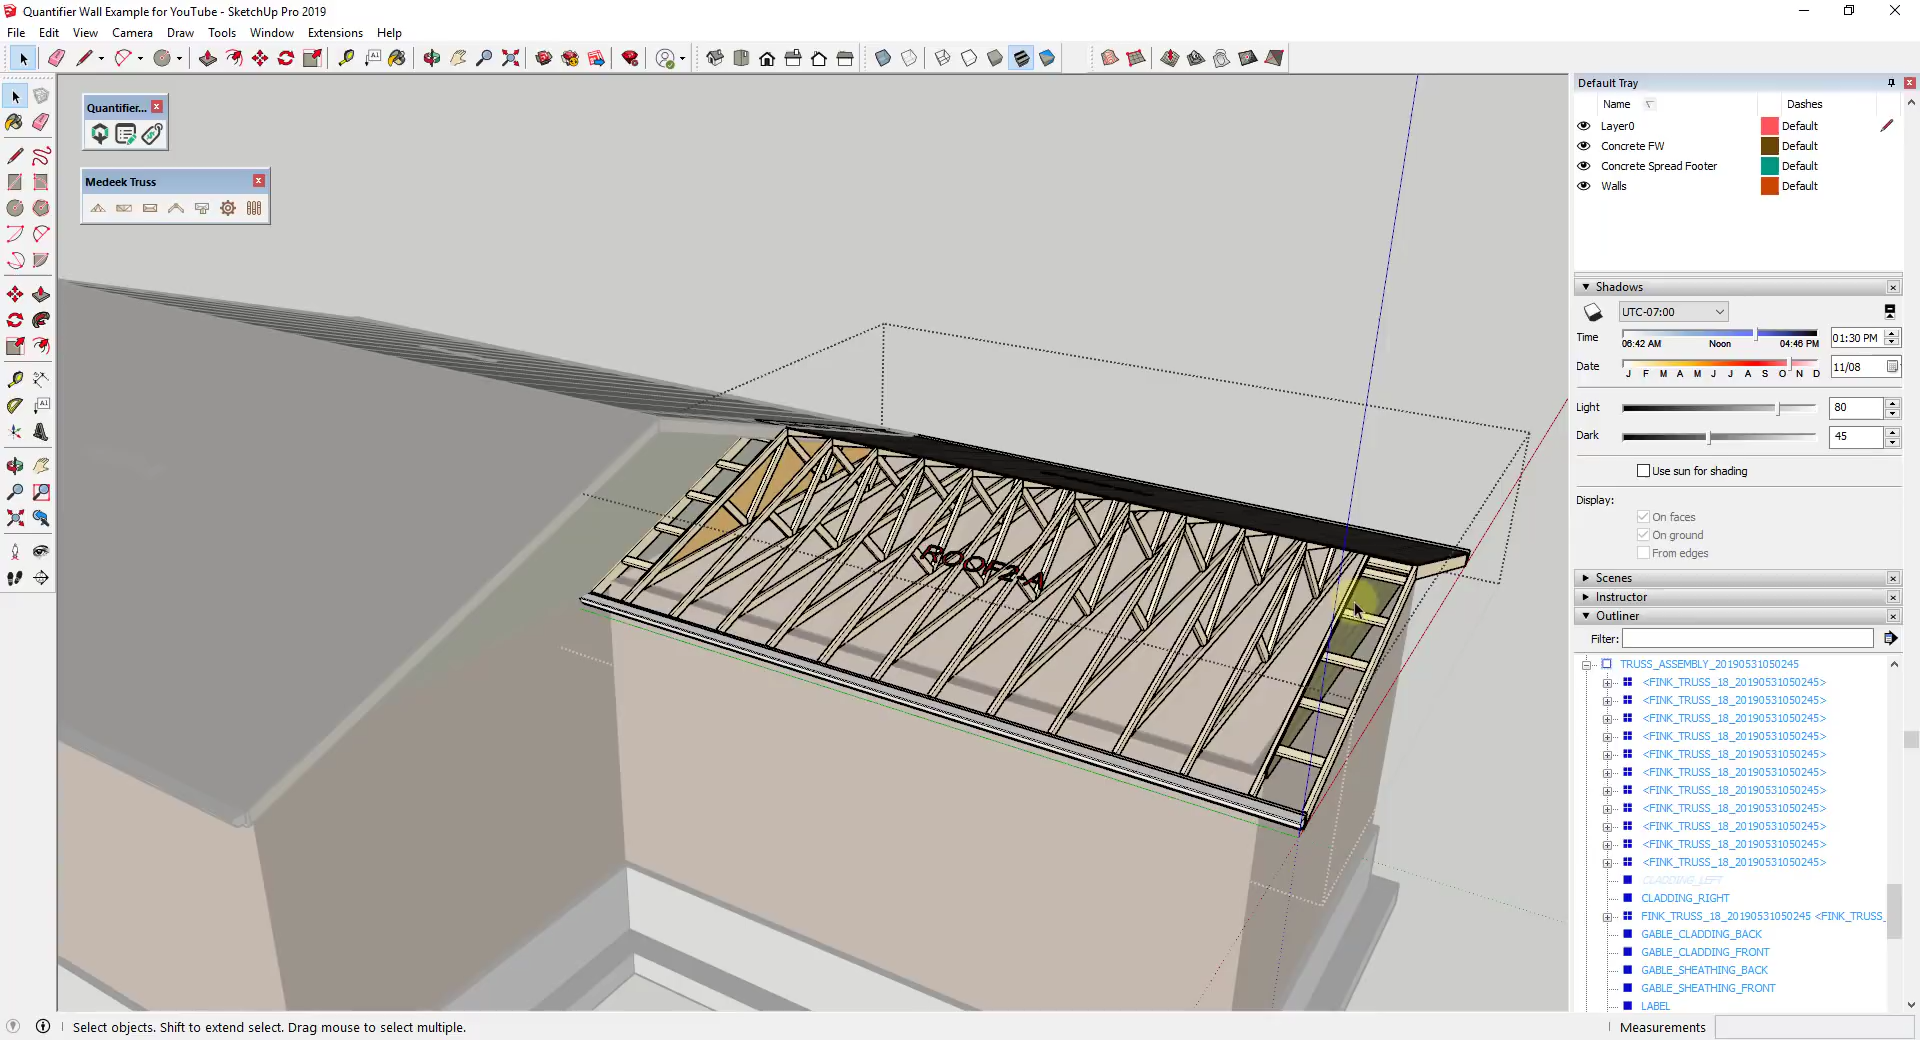 Quantifier Wall Example for YouTube - SketchUp Pro 2019
File Edit View Camera Draw Tools Window Extensions Help
Quantifier...
Medeek Truss
ROOF2-A
Default Tray
Name Dashes
Layer0 Default
Concrete FW Default
Concrete Spread Footer Default
Walls Default
Shadows
UTC-07:00
Time 06:42 AM Noon 04:46 PM 01:30 PM
Date J F M A M J J A S O N D 11/08
Light 80
Dark 45
Use sun for shading
Display:
On faces
On ground
From edges
Scenes
Instructor
Outliner
Filter:
TRUSS_ASSEMBLY_20190531050245
<FINK_TRUSS_18_20190531050245>
<FINK_TRUSS_18_20190531050245>
<FINK_TRUSS_18_20190531050245>
<FINK_TRUSS_18_20190531050245>
<FINK_TRUSS_18_20190531050245>
<FINK_TRUSS_18_20190531050245>
<FINK_TRUSS_18_20190531050245>
<FINK_TRUSS_18_20190531050245>
<FINK_TRUSS_18_20190531050245>
<FINK_TRUSS_18_20190531050245>
<FINK_TRUSS_18_20190531050245>
CLADDING_LEFT
CLADDING_RIGHT
FINK_TRUSS_18_20190531050245 <FINK_TRUSS_
GABLE_CLADDING_BACK
GABLE_CLADDING_FRONT
GABLE_SHEATHING_BACK
GABLE_SHEATHING_FRONT
LABEL
Select objects. Shift to extend select. Drag mouse to select multiple.
Measurements